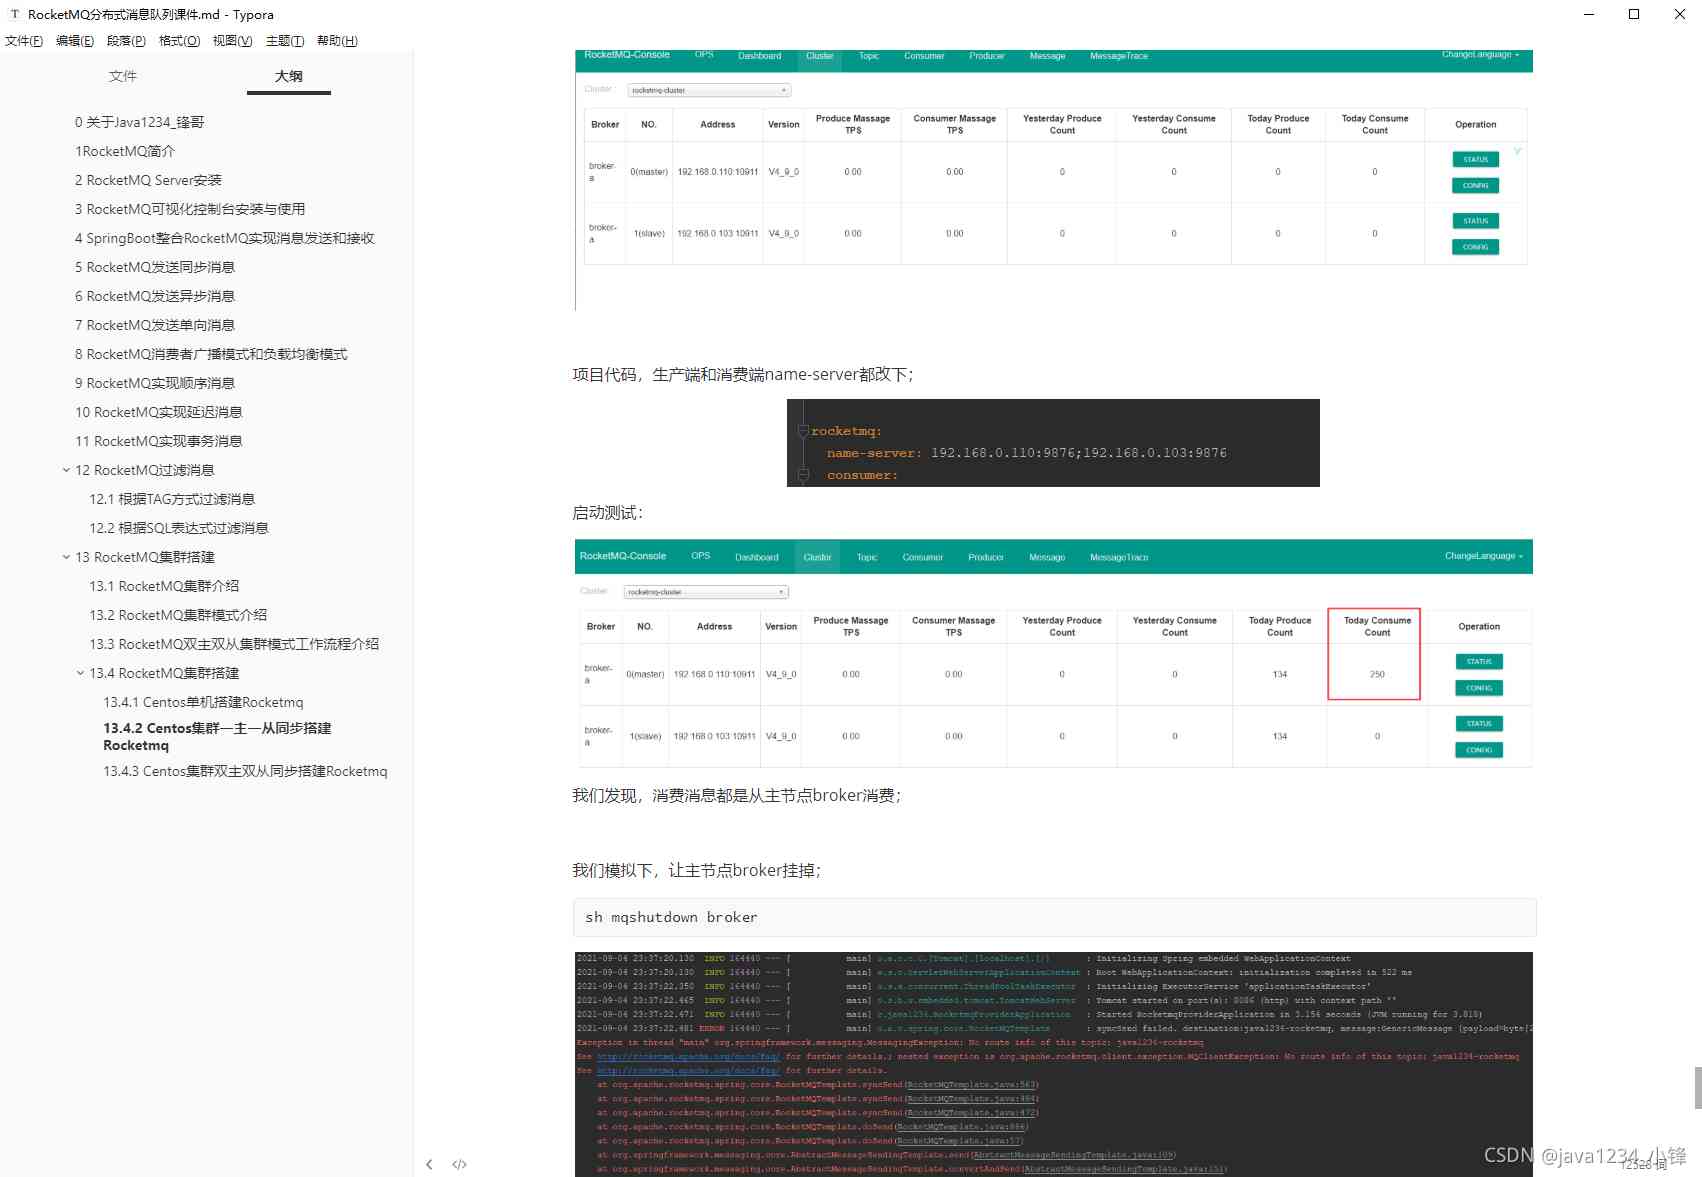 RocketMQ分布式消息队列课件.md - Typora
文件(F) 编辑(E) 段落(P) 格式(O) 视图(V) 主题(T) 帮助(H)
文件 大纲
0 关于Java1234_锋哥
1RocketMQ简介
2 RocketMQ Server安装
3 RocketMQ可视化控制台安装与使用
4 SpringBoot整合RocketMQ实现消息发送和接收
5 RocketMQ发送同步消息
6 RocketMQ发送异步消息
7 RocketMQ发送单向消息
8 RocketMQ消费者广播模式和负载均衡模式
9 RocketMQ实现顺序消息
10 RocketMQ实现延迟消息
11 RocketMQ实现事务消息
12 RocketMQ过滤消息
12.1 根据TAG方式过滤消息
12.2 根据SQL表达式过滤消息
13 RocketMQ集群搭建
13.1 RocketMQ集群介绍
13.2 RocketMQ集群模式介绍
13.3 RocketMQ双主双从集群模式工作流程介绍
13.4 RocketMQ集群搭建
13.4.1 Centos单机搭建Rocketmq
13.4.2 Centos集群一主一从同步搭建
Rocketmq
13.4.3 Centos集群双主双从同步搭建Rocketmq
RocketMQ-Console OPS Dashboard Cluster Topic Consumer Producer Message MessageTrace ChangeLanguage
Cluster: rocketmq-cluster
Broker NO. Address Version Produce Massage TPS Consumer Massage TPS Yesterday Produce Count Yesterday Consume Count Today Produce Count Today Consume Count Operation
broker-a 0(master) 192.168.0.110:10911 V4_9_0 0.00 0.00 0 0 0 0 STATUS CONFIG
broker-a 1(slave) 192.168.0.103:10911 V4_9_0 0.00 0.00 0 0 0 0 STATUS CONFIG
项目代码，生产端和消费端name-server都改下；
rocketmq:
name-server: 192.168.0.110:9876;192.168.0.103:9876
consumer:
启动测试：
RocketMQ-Console OPS Dashboard Cluster Topic Consumer Producer Message MessageTrace ChangeLanguage
Cluster: rocketmq-cluster
Broker NO. Address Version Produce Massage TPS Consumer Massage TPS Yesterday Produce Count Yesterday Consume Count Today Produce Count Today Consume Count Operation
broker-a 0(master) 192.168.0.110:10911 V4_9_0 0.00 0.00 0 0 134 250 STATUS CONFIG
broker-a 1(slave) 192.168.0.103:10911 V4_9_0 0.00 0.00 0 0 134 0 STATUS CONFIG
我们发现，消费消息都是从主节点broker消费；
我们模拟下，让主节点broker挂掉；
sh mqshutdown broker
2021-09-04 23:37:20.130 INFO 164440 --- [ main] o.a.c.c.C.[Tomcat].[localhost].[/] : Initializing Spring embedded WebApplicationContext
2021-09-04 23:37:20.130 INFO 164440 --- [ main] w.s.c.ServletWebServerApplicationContext : Root WebApplicationContext: initialization completed in 522 ms
2021-09-04 23:37:22.350 INFO 164440 --- [ main] o.s.s.concurrent.ThreadPoolTaskExecutor : Initializing ExecutorService 'applicationTaskExecutor'
2021-09-04 23:37:22.465 INFO 164440 --- [ main] o.s.b.w.embedded.tomcat.TomcatWebServer : Tomcat started on port(s): 8086 (http) with context path ''
2021-09-04 23:37:22.471 INFO 164440 --- [ main] c.java1234.RocketmqProviderApplication : Started RocketmqProviderApplication in 3.156 seconds (JVM running for 3.818)
2021-09-04 23:37:22.481 ERROR 164440 --- [ main] o.a.r.spring.core.RocketMQTemplate : syncSend failed. destination:java1234-rocketmq, message:GenericMessage [payload=byte[2
Exception in thread "main" org.springframework.messaging.MessagingException: No route info of this topic: java1234-rocketmq
See http://rocketmq.apache.org/docs/faq/ for further details.; nested exception is org.apache.rocketmq.client.exception.MQClientException: No route info of this topic: java1234-rocketmq
See http://rocketmq.apache.org/docs/faq/ for further details.
at org.apache.rocketmq.spring.core.RocketMQTemplate.syncSend(RocketMQTemplate.java:563)
at org.apache.rocketmq.spring.core.RocketMQTemplate.syncSend(RocketMQTemplate.java:484)
at org.apache.rocketmq.spring.core.RocketMQTemplate.syncSend(RocketMQTemplate.java:472)
at org.apache.rocketmq.spring.core.RocketMQTemplate.doSend(RocketMQTemplate.java:886)
at org.apache.rocketmq.spring.core.RocketMQTemplate.doSend(RocketMQTemplate.java:57)
at org.springframework.messaging.core.AbstractMessageSendingTemplate.send(AbstractMessageSendingTemplate.java:109)
at org.springframework.messaging.core.AbstractMessageSendingTemplate.convertAndSend(AbstractMessageSendingTemplate.java:151)
CSDN @java1234_小锋
12528 词